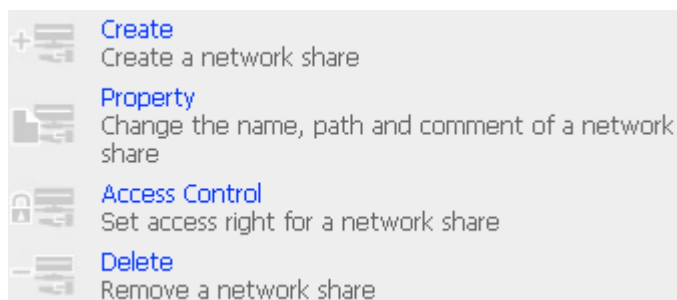 Create
Create a network share
Property
Change the name, path and comment of a network
share
Access Control
Set access right for a network share
Delete
Remove a network share